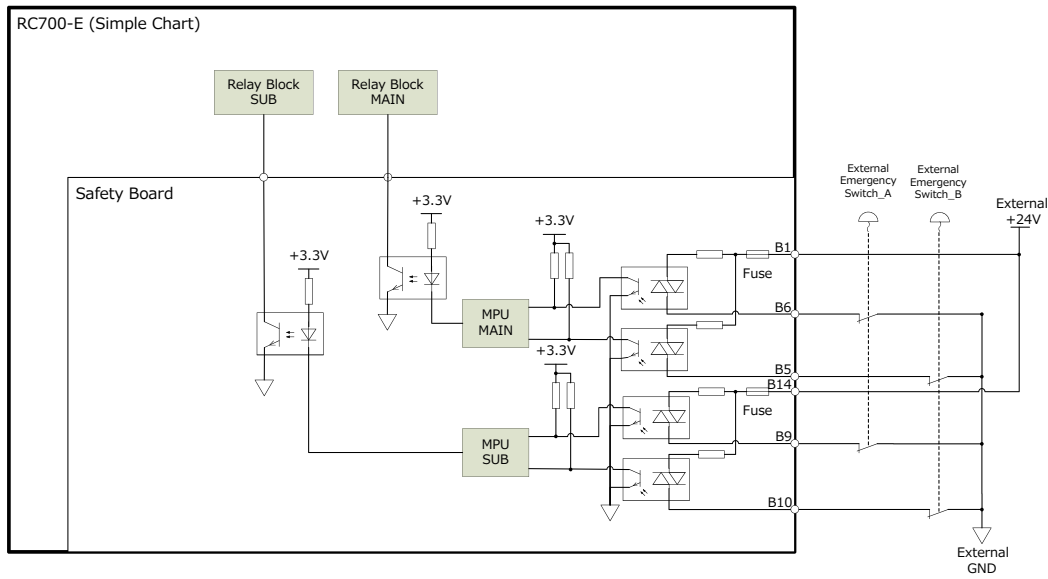 RC700-E (Simple Chart)
Relay Block
SUB
Relay Block
MAIN
Safety Board
+3.3V
+3.3V
+3.3V
+3.3V
MPU
MAIN
MPU
SUB
Fuse
Fuse
B1
B6
B5
B14
B9
B10
External
Emergency
Switch_A
External
Emergency
Switch_B
External
+24V
External
GND